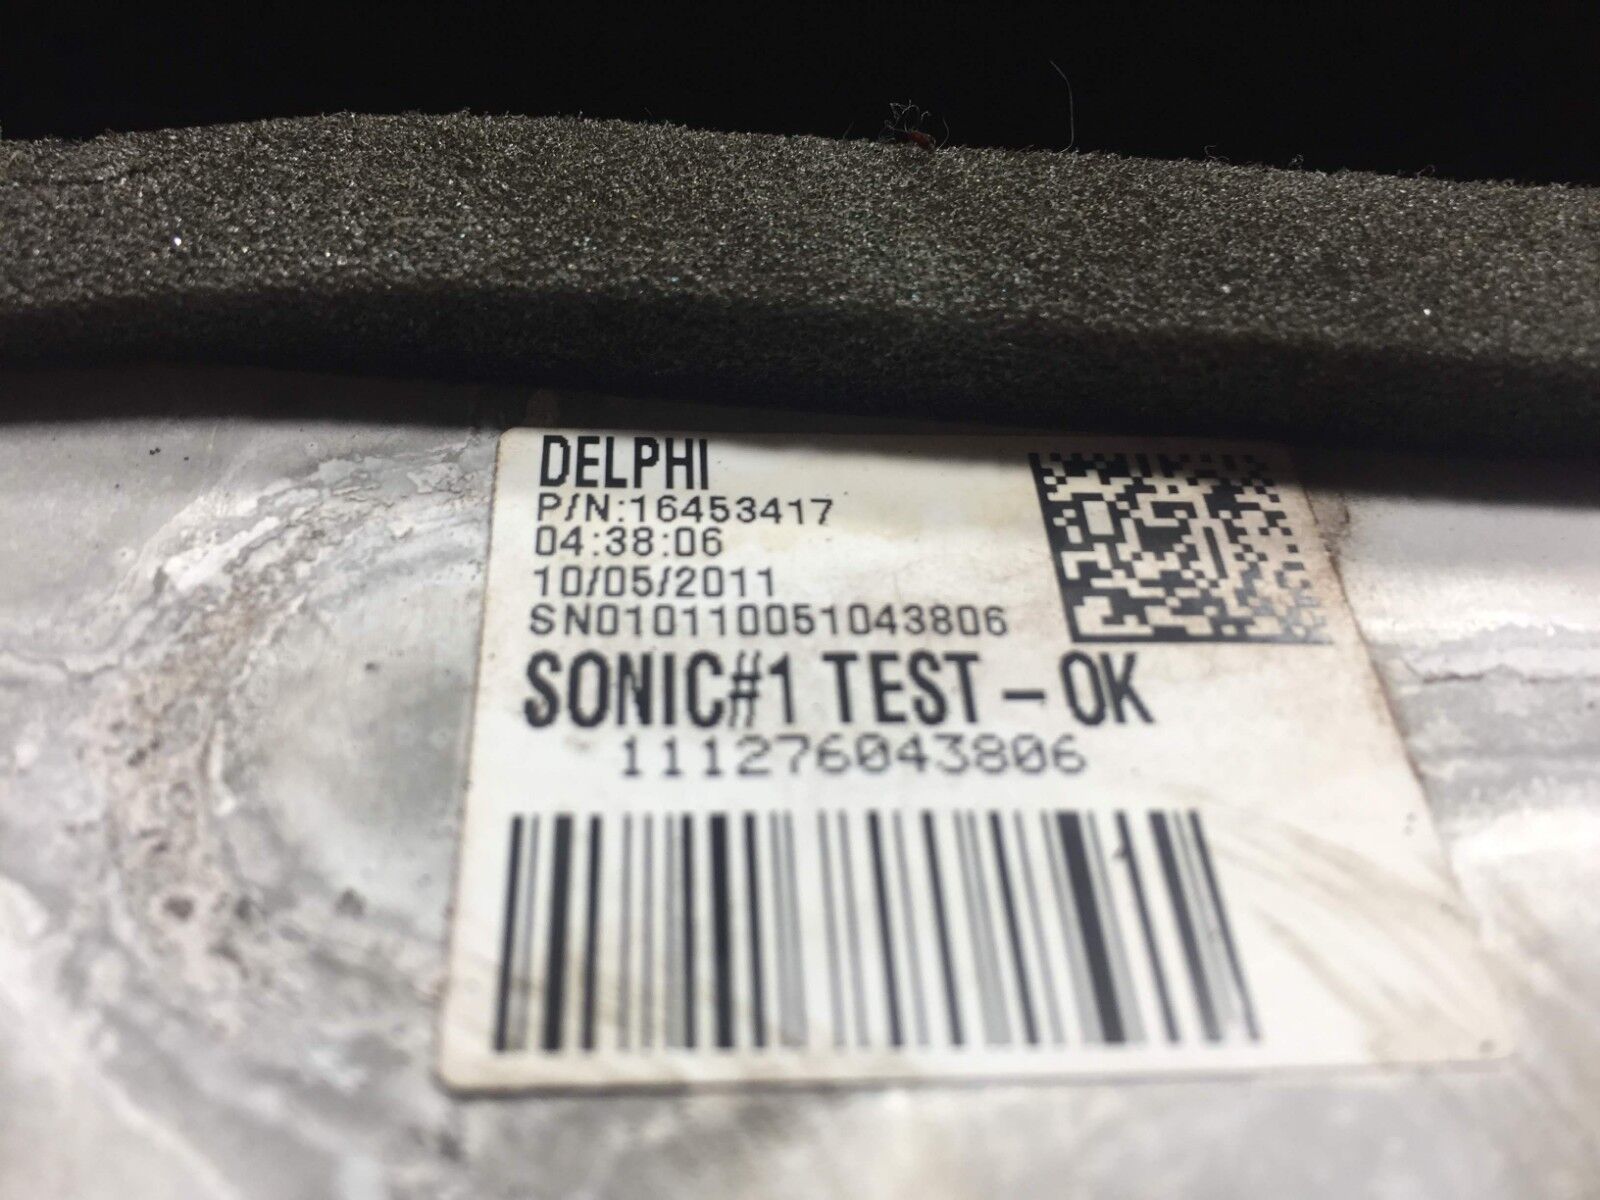 DELPHI
P/N:16453417
04:38:06
10/05/2011
SN010110051043806
SONIC#1 TEST - OK
111276043806